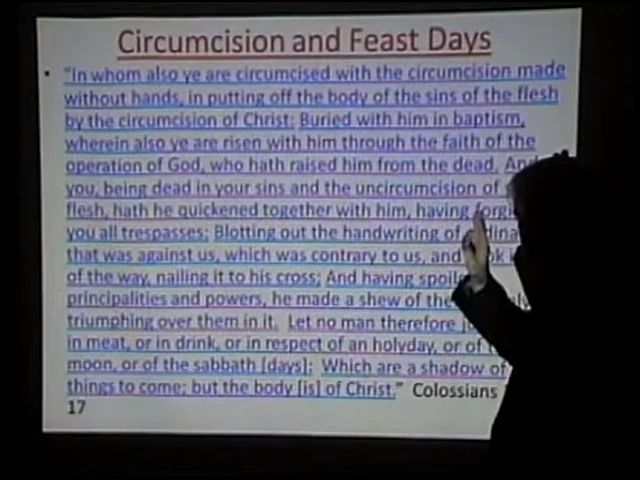 Circumcision and Feast Days
• "In whom also ye are circumcised with the circumcision made
without hands, in putting off the body of the sins of the flesh
by the circumcision of Christ: Buried with him in baptism,
wherein also ye are risen with him through the faith of the
operation of God, who hath raised him from the dead. And
you, being dead in your sins and the uncircumcision of
flesh, hath he quickened together with him, having
you all trespasses; Blotting out the handwriting of
that was against us, which was contrary to us, and
of the way, nailing it to his cross; And having
principalities and powers, he made a shew of
triumphing over them in it. Let no man therefore
in meat, or in drink, or in respect of an holyday, or of
moon, or of the sabbath [days]: Which are a shadow of
things to come; but the body [is] of Christ." Colossians
17